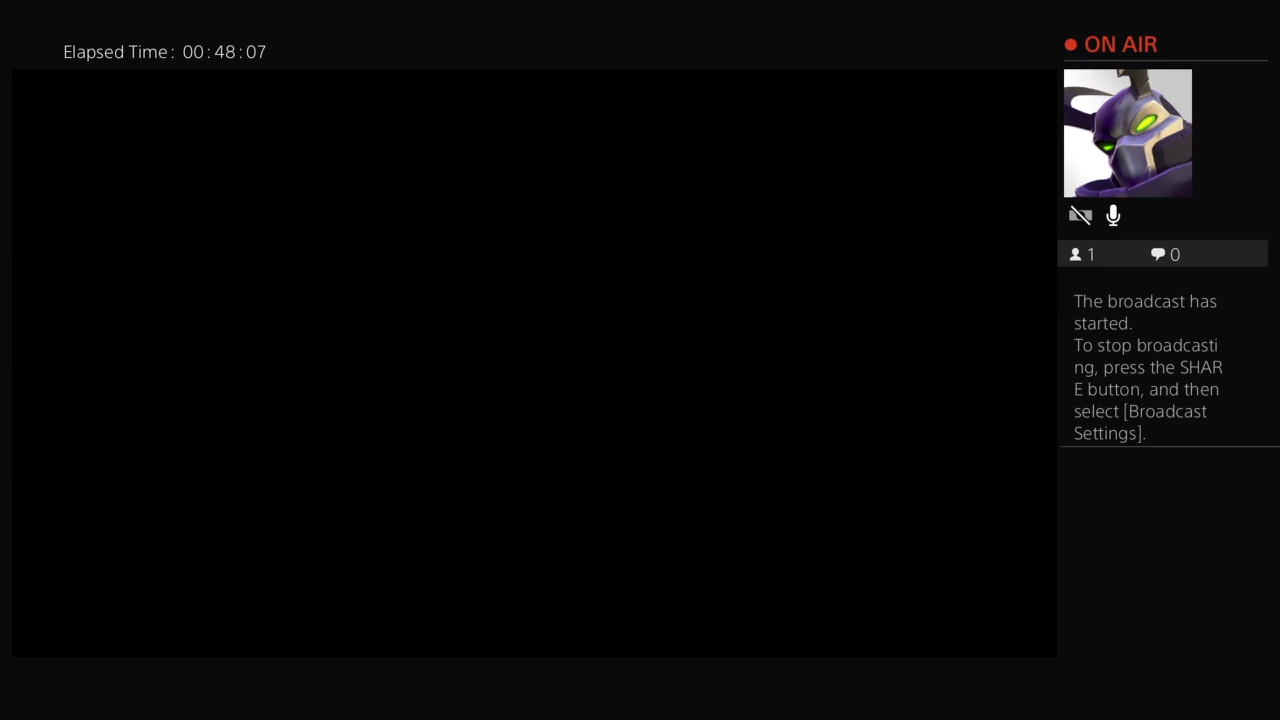 Elapsed Time: 00:48:07
ON AIR
1 0
The broadcast has
started.
To stop broadcasti
ng, press the SHAR
E button, and then
select [Broadcast
Settings].